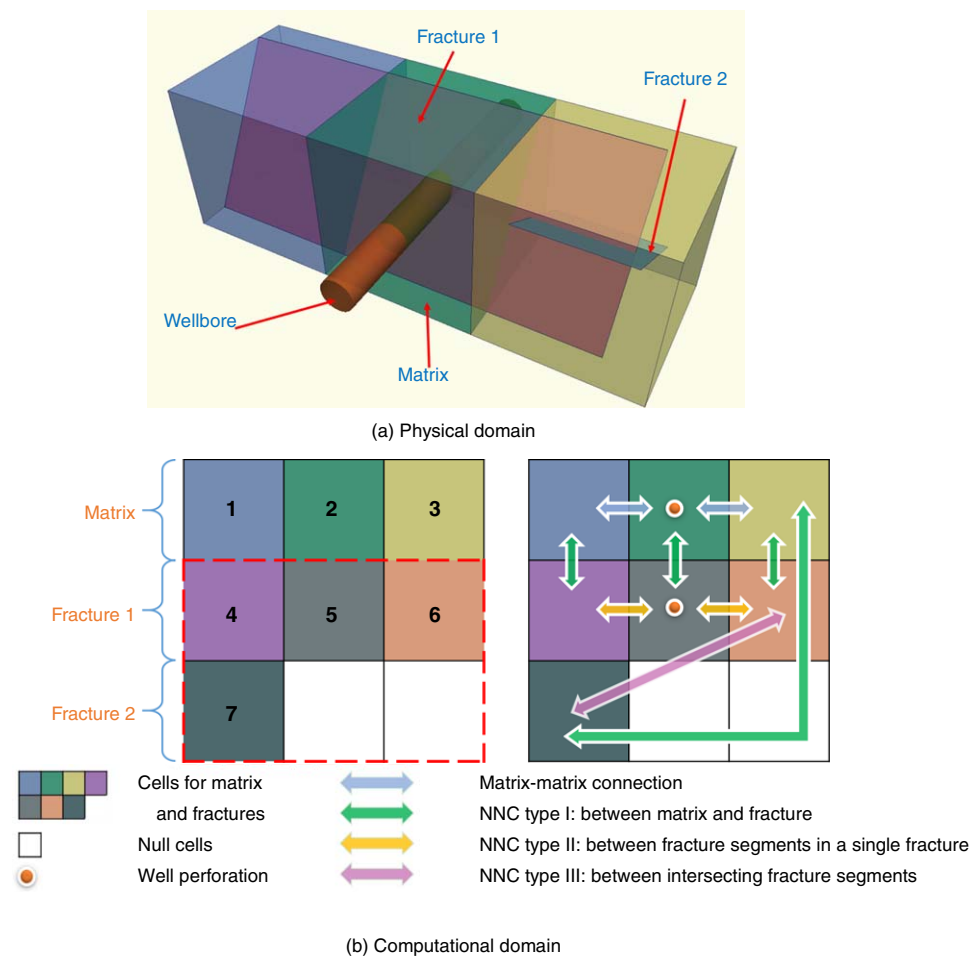 Fracture 1
Fracture 2
Wellbore
Matrix
(a) Physical domain
Matrix
1 2 3
Fracture 1
4 5 6
Fracture 2
7
Cells for matrix
and fractures
Matrix-matrix connection
NNC type I: between matrix and fracture
Null cells
NNC type II: between fracture segments in a single fracture
Well perforation
NNC type III: between intersecting fracture segments
(b) Computational domain